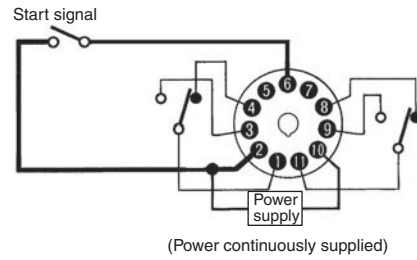 Start signal
5 6 7
4 8
3 9
2 10
1 11
Power
supply
(Power continuously supplied)